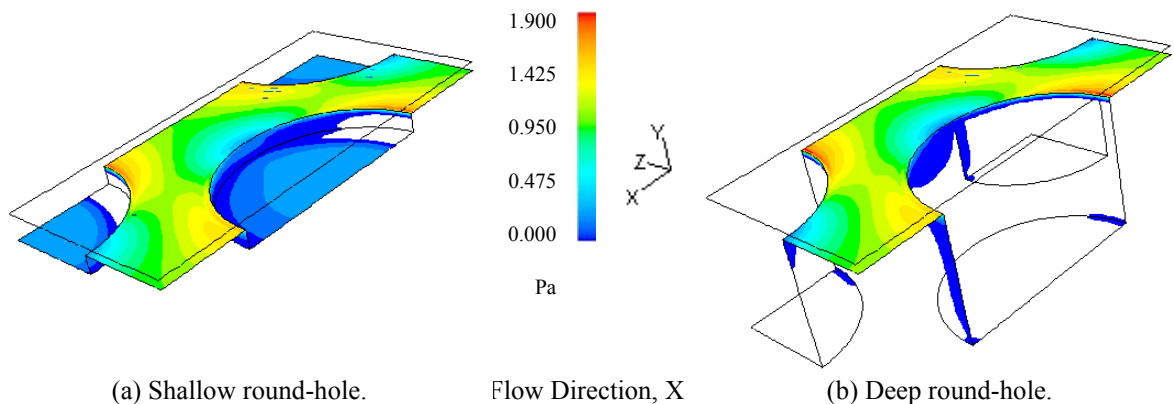 1.900
1.425
0.950
0.475
0.000
Pa
Y
Z
X
(a) Shallow round-hole.
Flow Direction, X
(b) Deep round-hole.